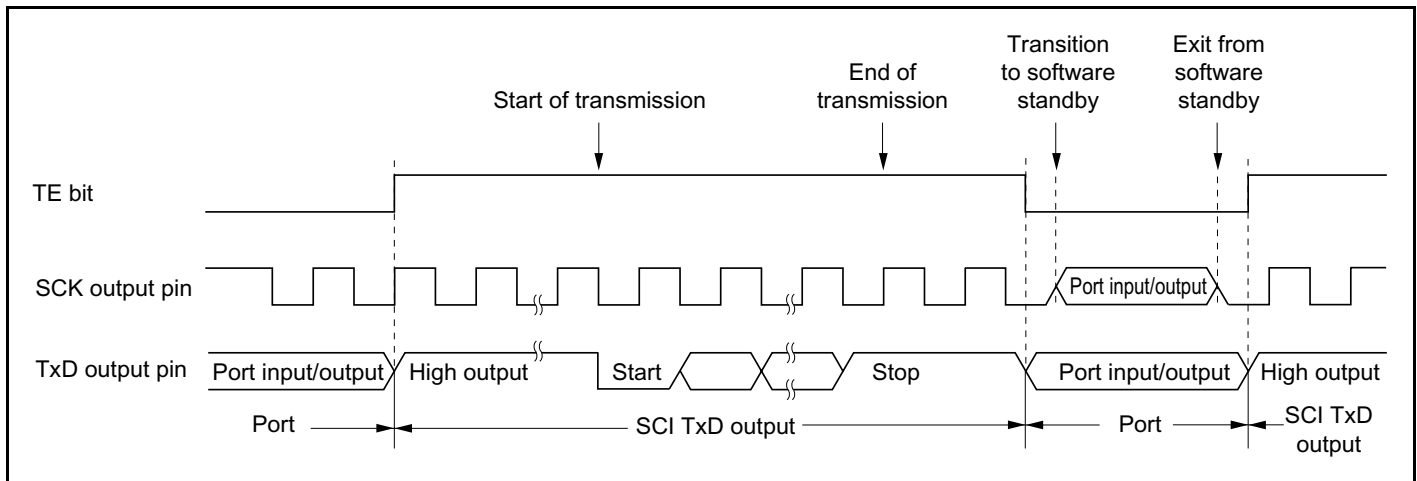 Transition
to software
standby
Exit from
software
standby
End of
transmission
Start of transmission
TE bit
SCK output pin
Port input/output
TxD output pin
Port input/output
High output
Start
Stop
Port input/output
High output
Port
SCI TxD output
Port
SCI TxD
output